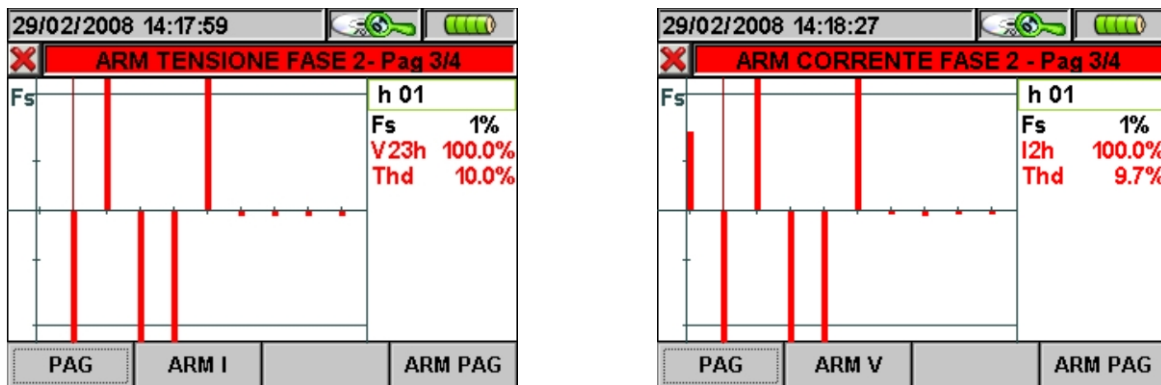 29/02/2008 14:17:59
ARM TENSIONE FASE 2- Pag 3/4
Fs
h 01
Fs 1%
V23h 100.0%
Thd 10.0%
PAG ARM I ARM PAG
29/02/2008 14:18:27
ARM CORRENTE FASE 2 - Pag 3/4
Fs
h 01
Fs 1%
I2h 100.0%
Thd 9.7%
PAG ARM V ARM PAG